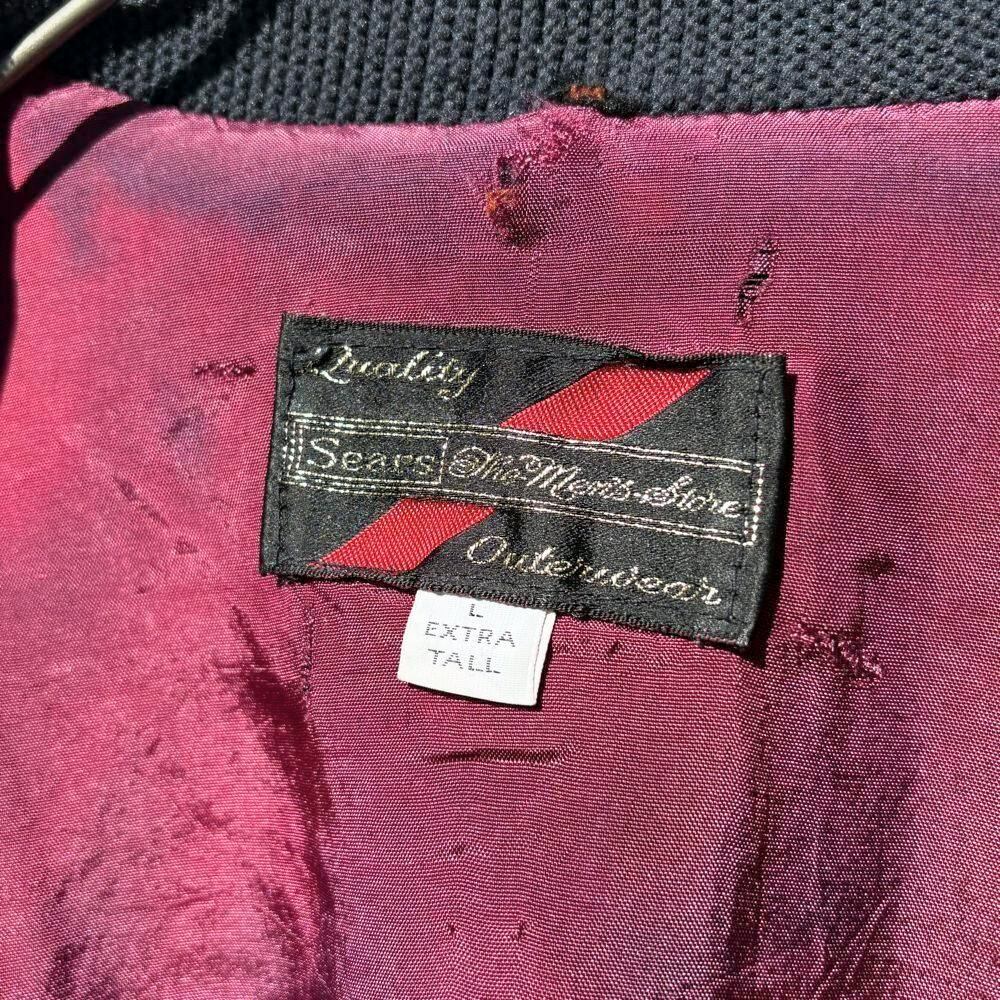 Quality
Sears The Men's Store
Outerwear
L
EXTRA
TALL